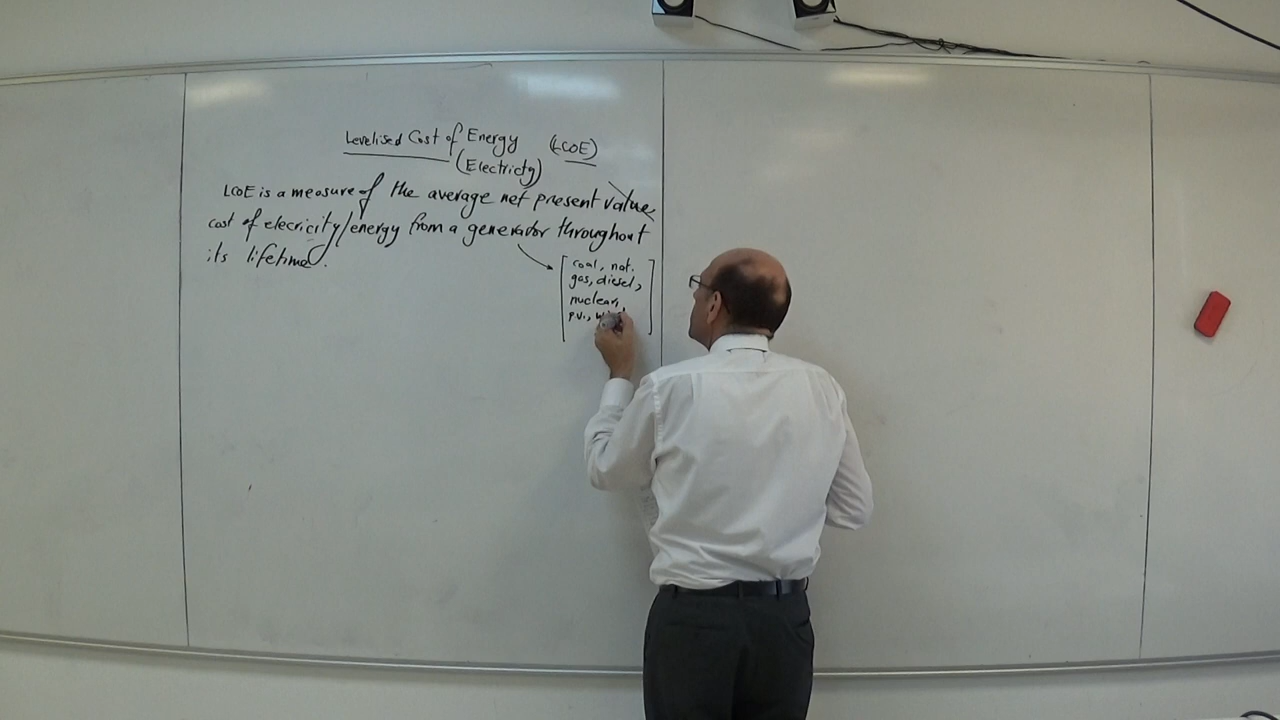 Levelised Cost of Energy (LCOE)
(Electricity)
LCOE is a measure of the average net present value
cost of elecricity/energy from a generator throughout
its lifetime.
coal, nat.
gas, diesel,
nuclear,
p.v.,